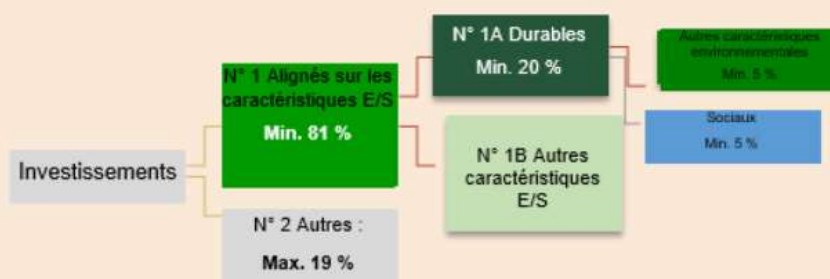 Investissements
N° 1 Alignés sur les
caractéristiques E/S
Min. 81 %
N° 2 Autres :
Max. 19 %
N° 1A Durables
Min. 20 %
N° 1B Autres
caractéristiques
E/S
Autres caractéristiques
environnementales
Min. 5 %
Sociaux
Min. 5 %